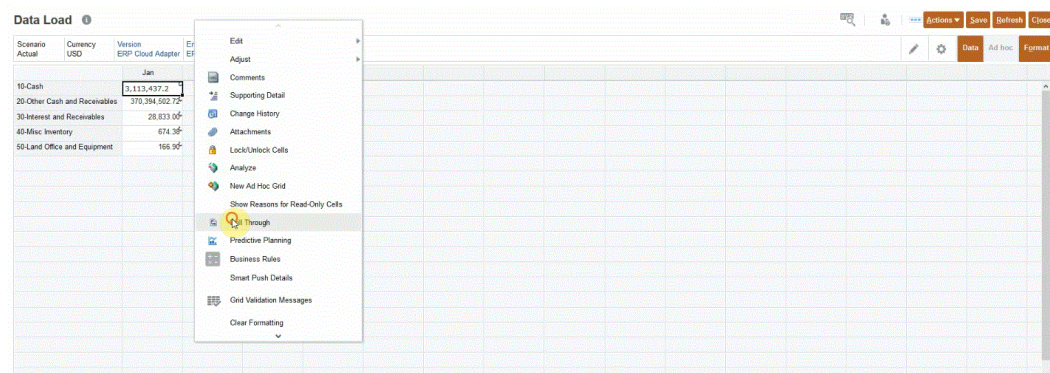 Data Load
Actions
Save
Refresh
Close
Scenario Currency Version
Actual USD ERP Cloud Adapter
Data Ad hoc Format
Jan
10-Cash 3,113,437.2
20-Other Cash and Receivables 370,394,502.72
30-Interest and Receivables 28,833.00
40-Misc Inventory 674.38
50-Land Office and Equipment 166.90
Edit
Adjust
Comments
Supporting Detail
Change History
Attachments
Lock/Unlock Cells
Analyze
New Ad Hoc Grid
Show Reasons for Read-Only Cells
Through
Predictive Planning
Business Rules
Smart Push Details
Grid Validation Messages
Clear Formatting